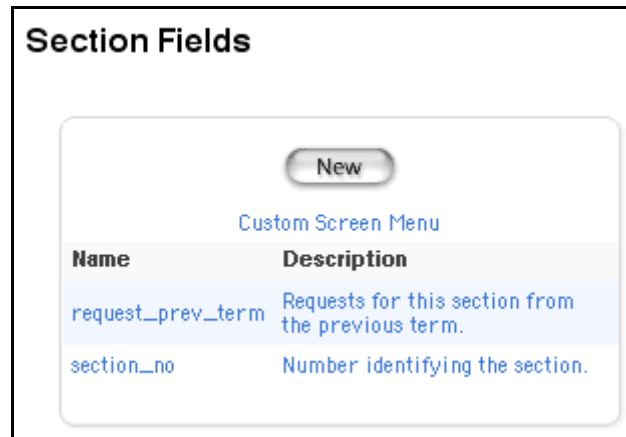 Section Fields
New
Custom Screen Menu
Name Description
request_prev_term Requests for this section from
the previous term.
section_no Number identifying the section.